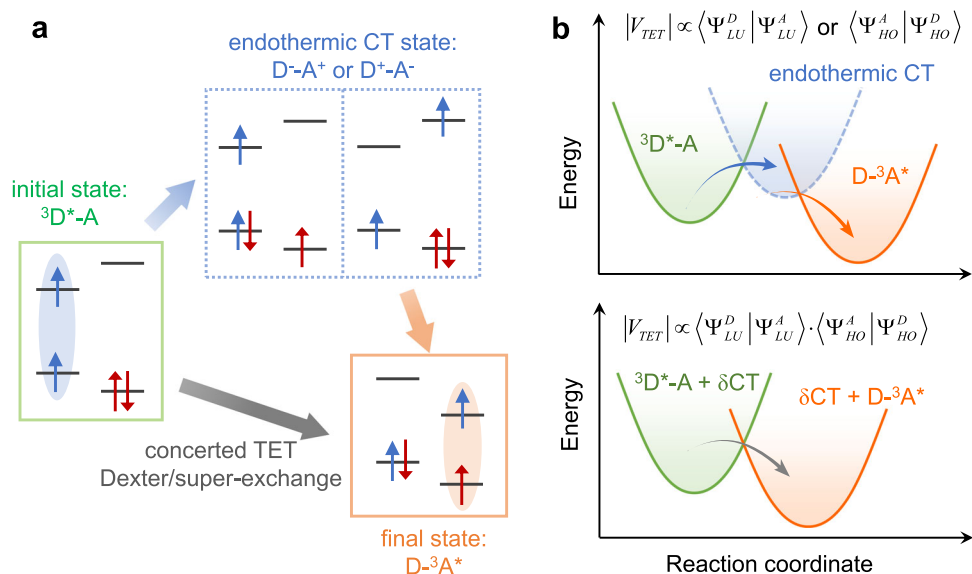 a
endothermic CT state:
D⁻-A⁺ or D⁺-A⁻
initial state:
³D*-A
concerted TET
Dexter/super-exchange
final state:
D-³A*
b
|V_TET| ∝ ⟨Ψ^D_LU|Ψ^A_LU⟩ or ⟨Ψ^A_HO|Ψ^D_HO⟩
endothermic CT
³D*-A
D-³A*
Energy
|V_TET| ∝ ⟨Ψ^D_LU|Ψ^A_LU⟩·⟨Ψ^A_HO|Ψ^D_HO⟩
³D*-A + δCT
δCT + D-³A*
Energy
Reaction coordinate